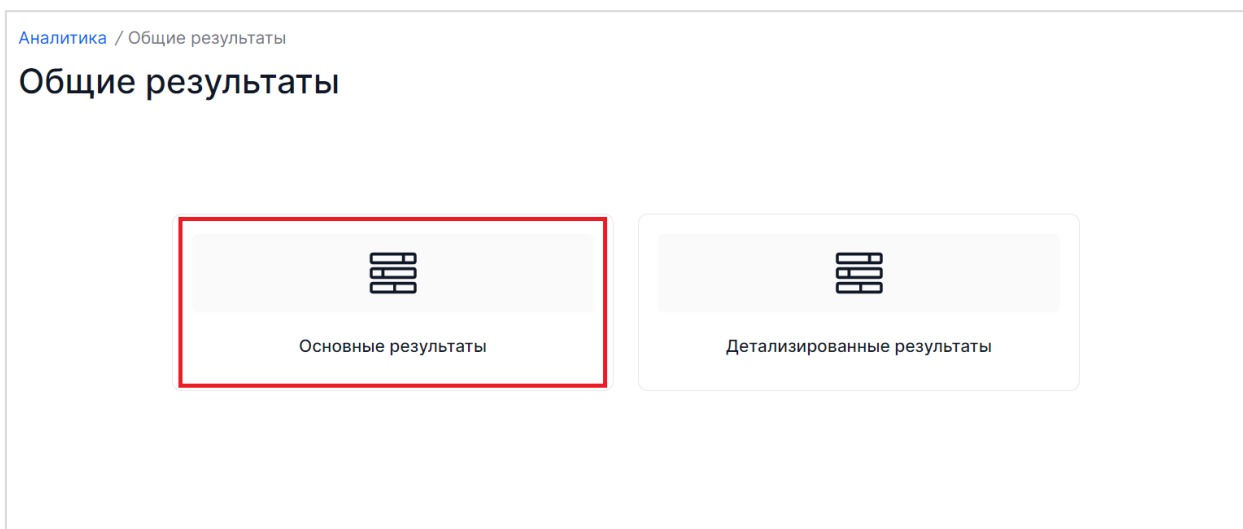 Аналитика / Общие результаты
Общие результаты
Основные результаты
Детализированные результаты